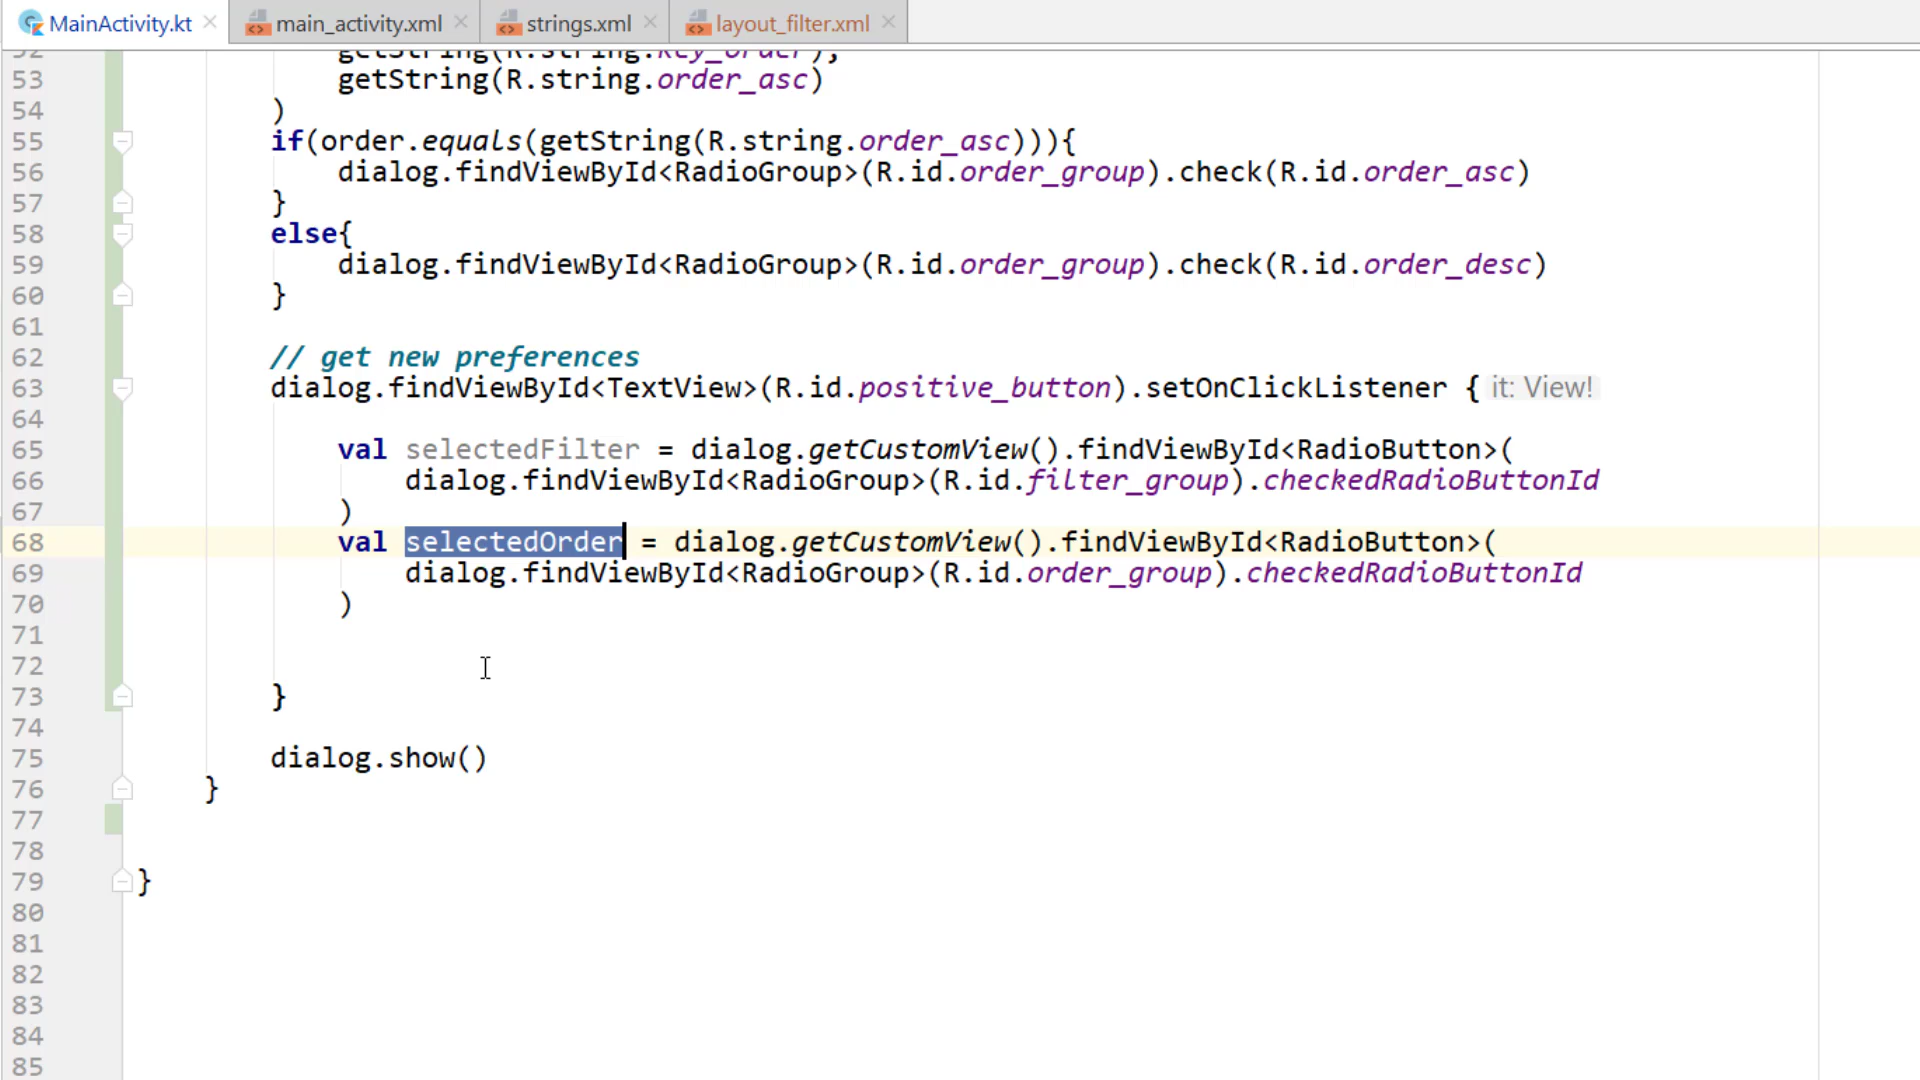 MainActivity.kt main_activity.xml strings.xml layout_filter.xml
52 getString(R.string.key_order),
53 getString(R.string.order_asc)
54 )
55 if(order.equals(getString(R.string.order_asc))){
56 dialog.findViewById<RadioGroup>(R.id.order_group).check(R.id.order_asc)
57 }
58 else{
59 dialog.findViewById<RadioGroup>(R.id.order_group).check(R.id.order_desc)
60 }
61
62 // get new preferences
63 dialog.findViewById<TextView>(R.id.positive_button).setOnClickListener { it: View!
64
65 val selectedFilter = dialog.getCustomView().findViewById<RadioButton>(
66 dialog.findViewById<RadioGroup>(R.id.filter_group).checkedRadioButtonId
67 )
68 val selectedOrder = dialog.getCustomView().findViewById<RadioButton>(
69 dialog.findViewById<RadioGroup>(R.id.order_group).checkedRadioButtonId
70 )
71
72
73 }
74
75 dialog.show()
76 }
77
78
79 }
80
81
82
83
84
85